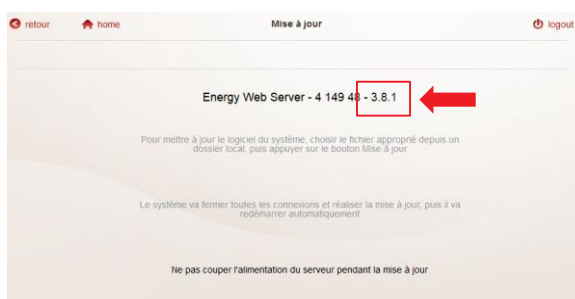 retour home Mise à jour logout
Energy Web Server - 4 149 48 - 3.8.1
Pour mettre à jour le logiciel du système, choisir le fichier approprié depuis un
dossier local, puis appuyer sur le bouton Mise à jour
Le système va fermer toutes les connexions et réaliser la mise à jour, puis il va
redémarrer automatiquement
Ne pas couper l'alimentation du serveur pendant la mise à jour